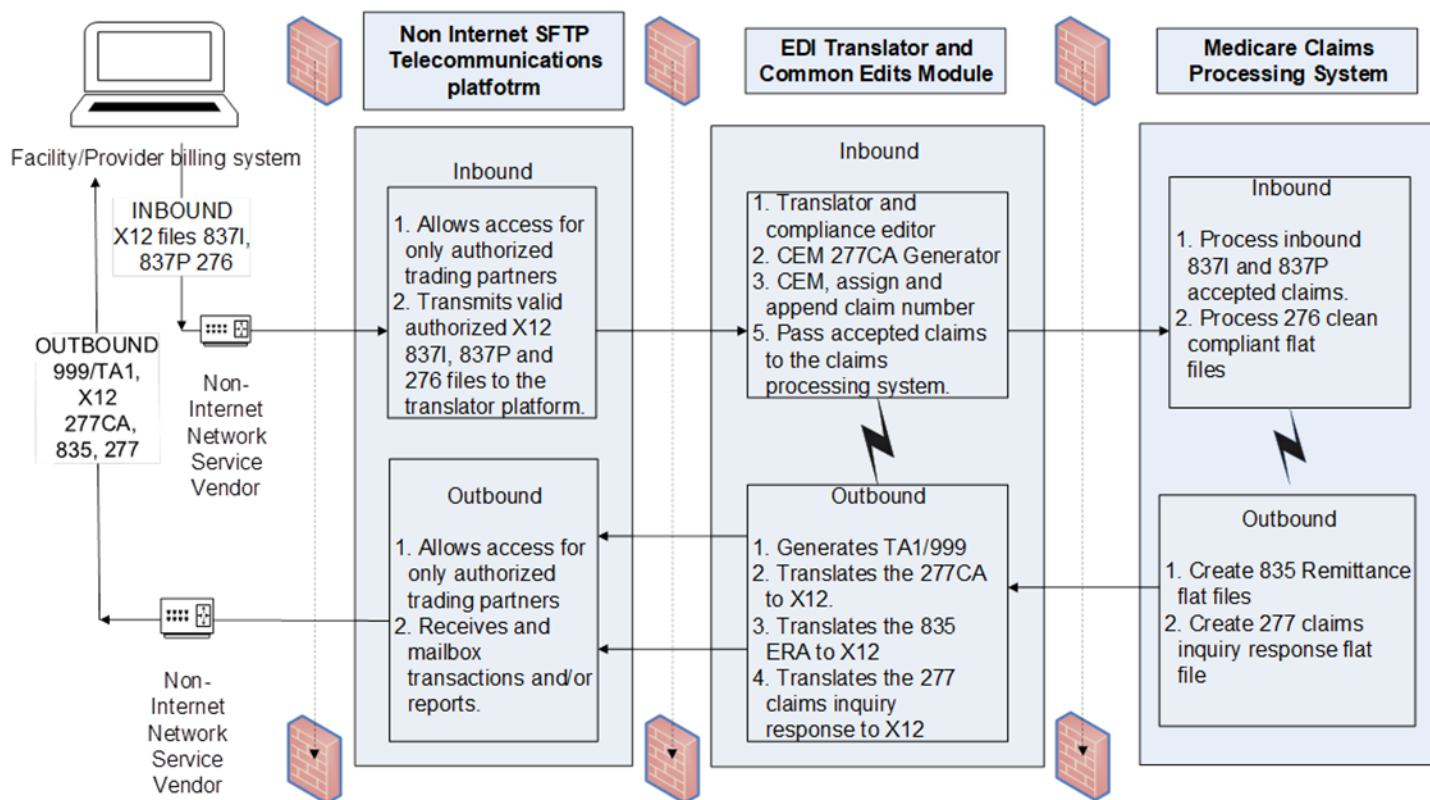 Non Internet SFTP
Telecommunications
platfotrm
EDI Translator and
Common Edits Module
Medicare Claims
Processing System
Facility/Provider billing system
INBOUND
X12 files 837I,
837P 276
OUTBOUND
999/TA1,
X12
277CA,
835, 277
Non-
Internet
Network
Service
Vendor
Non-
Internet
Network
Service
Vendor
Inbound
1. Allows access for
only authorized
trading partners
2. Transmits valid
authorized X12
837I, 837P and
276 files to the
translator platform.
Outbound
1. Allows access for
only authorized
trading partners
2. Receives and
mailbox
transactions and/or
reports.
Inbound
1. Translator and
compliance editor
2. CEM 277CA Generator
3. CEM, assign and
append claim number
5. Pass accepted claims
to the claims
processing system.
Outbound
1. Generates TA1/999
2. Translates the 277CA
to X12.
3. Translates the 835
ERA to X12
4. Translates the 277
claims inquiry
response to X12
Inbound
1. Process inbound
837I and 837P
accepted claims.
2. Process 276 clean
compliant flat
files
Outbound
1. Create 835 Remittance
flat files
2. Create 277 claims
inquiry response flat
file